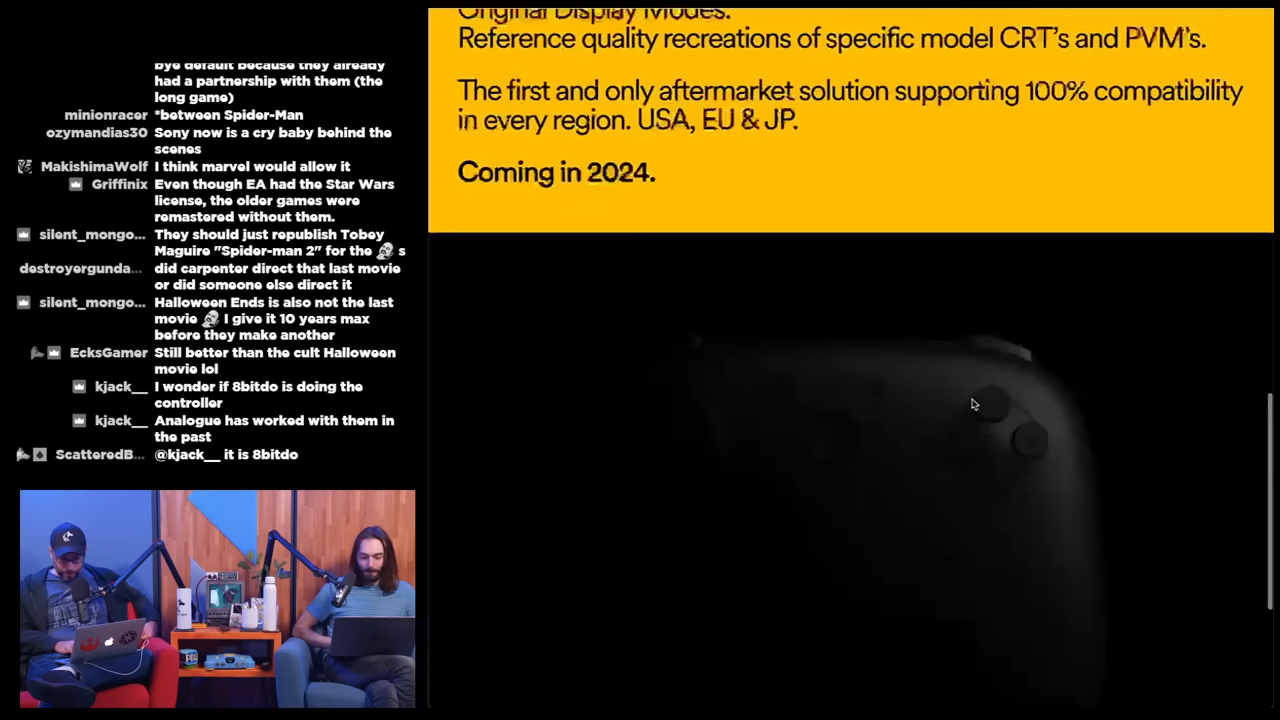 bye default because they already
had a partnership with them (the
long game)
minionracer *between Spider-Man
ozymandias30 Sony now is a cry baby behind the
scenes
MakishimaWolf I think marvel would allow it
Griffinix Even though EA had the Star Wars
license, the older games were
remastered without them.
silent_mongo... They should just republish Tobey
Maguire "Spider-man 2" for the s
destroyergunda... did carpenter direct that last movie
or did someone else direct it
silent_mongo... Halloween Ends is also not the last
movie I give it 10 years max
before they make another
EcksGamer Still better than the cult Halloween
movie lol
kjack__ I wonder if 8bitdo is doing the
controller
kjack__ Analogue has worked with them in
the past
ScatteredB... @kjack__ it is 8bitdo
Original Display Modes.
Reference quality recreations of specific model CRT's and PVM's.
The first and only aftermarket solution supporting 100% compatibility
in every region. USA, EU & JP.
Coming in 2024.